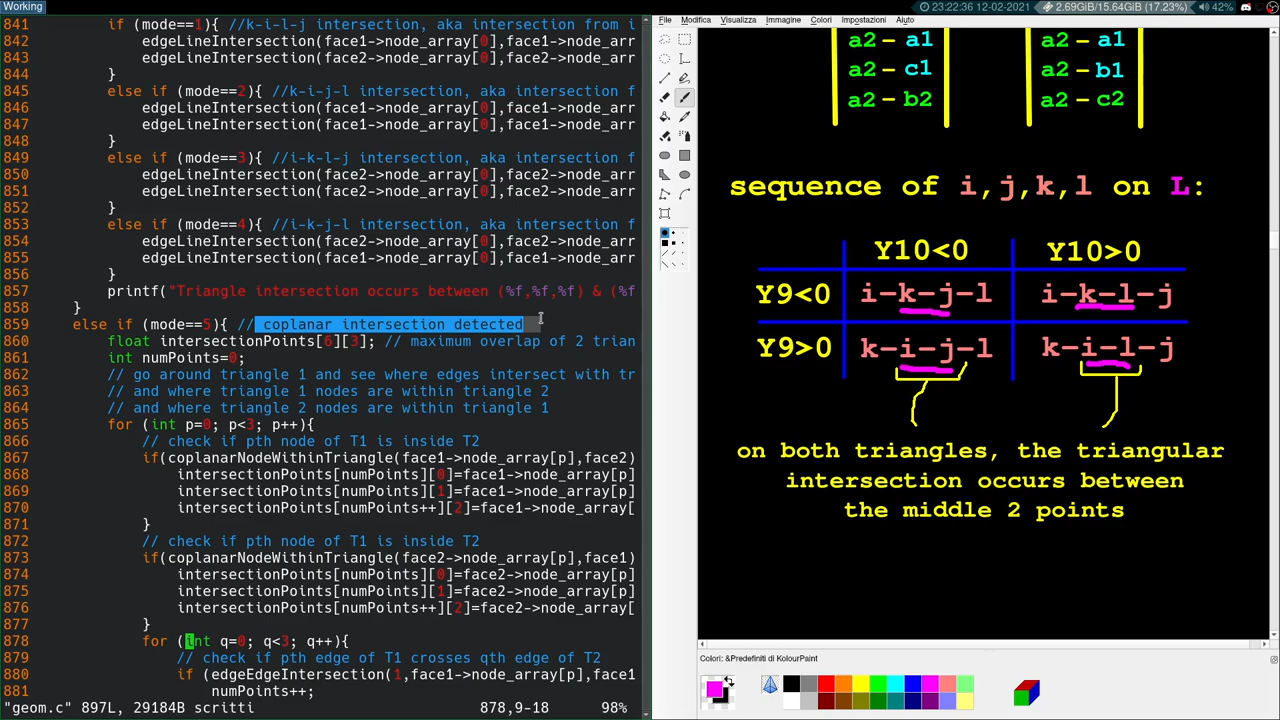 Working
23:22:36 12-02-2021
2.69GiB/15.64GiB (17.23%)
42%
841 if (mode==1){ //k-i-l-j intersection, aka intersection from i
842 edgeLineIntersection(face2->node_array[0],face1->node_arr
843 edgeLineIntersection(face2->node_array[0],face1->node_arr
844 }
845 else if (mode==2){ //k-i-j-l intersection, aka intersection f
846 edgeLineIntersection(face2->node_array[0],face1->node_arr
847 edgeLineIntersection(face2->node_array[0],face1->node_arr
848 }
849 else if (mode==3){ //i-k-l-j intersection, aka intersection f
850 edgeLineIntersection(face1->node_array[0],face2->node_arr
851 edgeLineIntersection(face1->node_array[0],face2->node_arr
852 }
853 else if (mode==4){ //i-k-j-l intersection, aka intersection f
854 edgeLineIntersection(face1->node_array[0],face2->node_arr
855 edgeLineIntersection(face1->node_array[0],face2->node_arr
856 }
857 printf("Triangle intersection occurs between (%f,%f,%f) & (%f
858 }
859 else if (mode==5){ // coplanar intersection detected
860 float intersectionPoints[6][3]; // maximum overlap of 2 trian
861 int numPoints=0;
862 // go around triangle 1 and see where edges intersect with tr
863 // and where triangle 1 nodes are within triangle 2
864 // and where triangle 2 nodes are within triangle 1
865 for (int p=0; p<3; p++){
866 // check if pth node of T1 is inside T2
867 if(coplanarNodeWithinTriangle(face1->node_array[p],face2)
868 intersectionPoints[numPoints][0]=face1->node_array[p]
869 intersectionPoints[numPoints][1]=face1->node_array[p]
870 intersectionPoints[numPoints++][2]=face1->node_array[
871 }
872 // check if pth node of T1 is inside T2
873 if(coplanarNodeWithinTriangle(face2->node_array[p],face1)
874 intersectionPoints[numPoints][0]=face2->node_array[p]
875 intersectionPoints[numPoints][1]=face2->node_array[p]
876 intersectionPoints[numPoints++][2]=face2->node_array[
877 }
878 for (int q=0; q<3; q++){
879 // check if pth edge of T1 crosses qth edge of T2
880 if (edgeEdgeIntersection(1,face1->node_array[p],face1
881 numPoints++;
"geom.c" 897L, 29184B scritti 878,9-18 98%
File Modifica Visualizza Immagine Colori Impostazioni Aiuto
a2- a1 a2- a1
a2- c1 a2- b1
a2- b2 a2- c2
sequence of i,j,k,l on L:
Y10<0 Y10>0
Y9<0 i-k-j-l i-k-l-j
Y9>0 k-i-j-l k-i-l-j
on both triangles, the triangular
intersection occurs between
the middle 2 points
Colori: &Predefiniti di KolourPaint